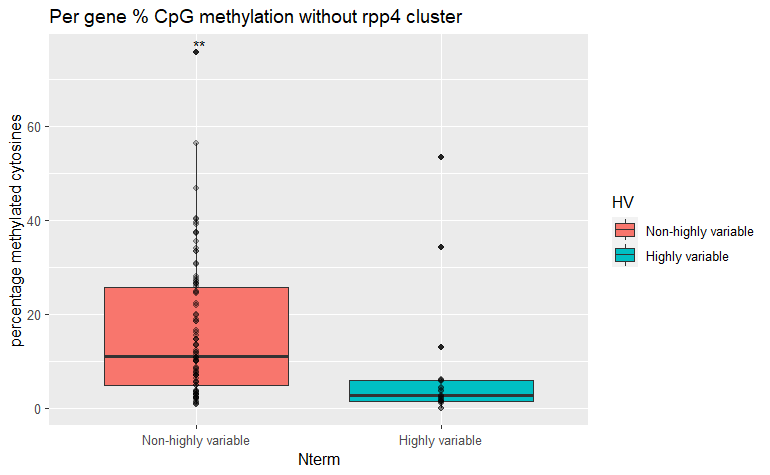 Per gene % CpG methylation without rpp4 cluster
**
percentage methylated cytosines
60
40
20
0
Non-highly variable
Highly variable
Nterm
HV
Non-highly variable
Highly variable